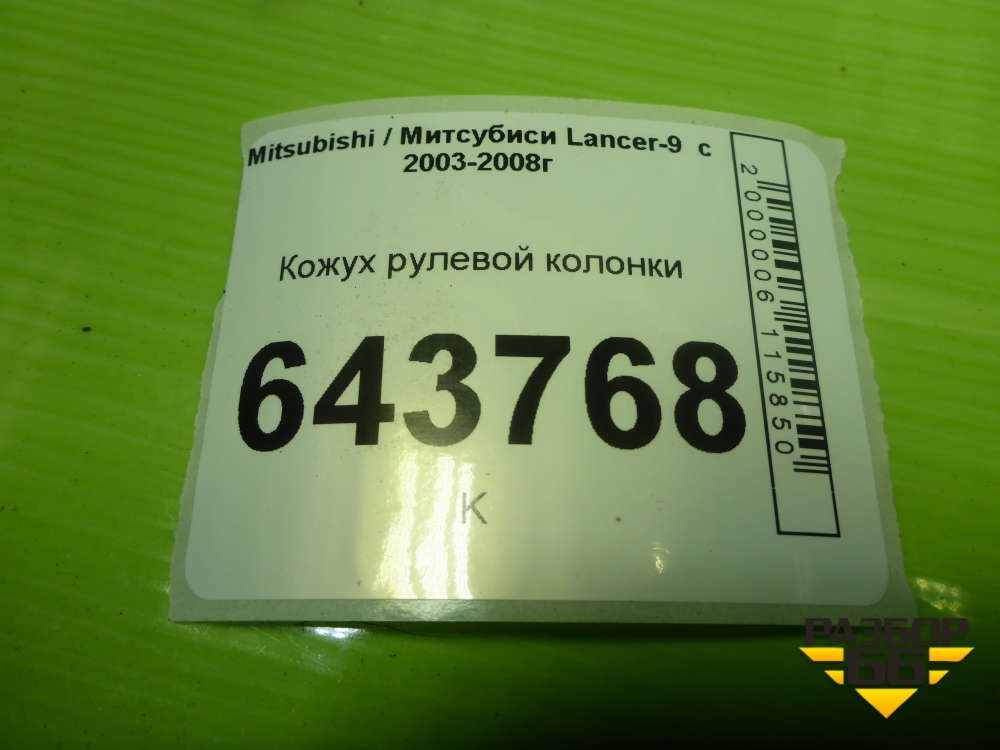 Mitsubishi / Митсубиси Lancer-9 с
2003-2008г
Кожух рулевой колонки
643768
К
2000006115850
РАЗБОР
66